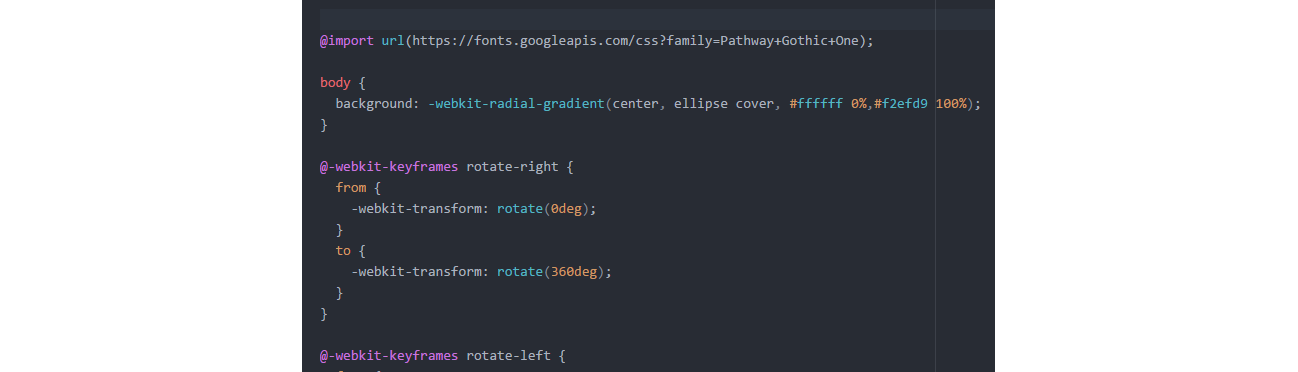 @import url(https://fonts.googleapis.com/css?family=Pathway+Gothic+One);
body {
background: -webkit-radial-gradient(center, ellipse cover, #ffffff 0%,#f2efd9 100%);
}
@-webkit-keyframes rotate-right {
from {
-webkit-transform: rotate(0deg);
}
to {
-webkit-transform: rotate(360deg);
}
}
@-webkit-keyframes rotate-left {